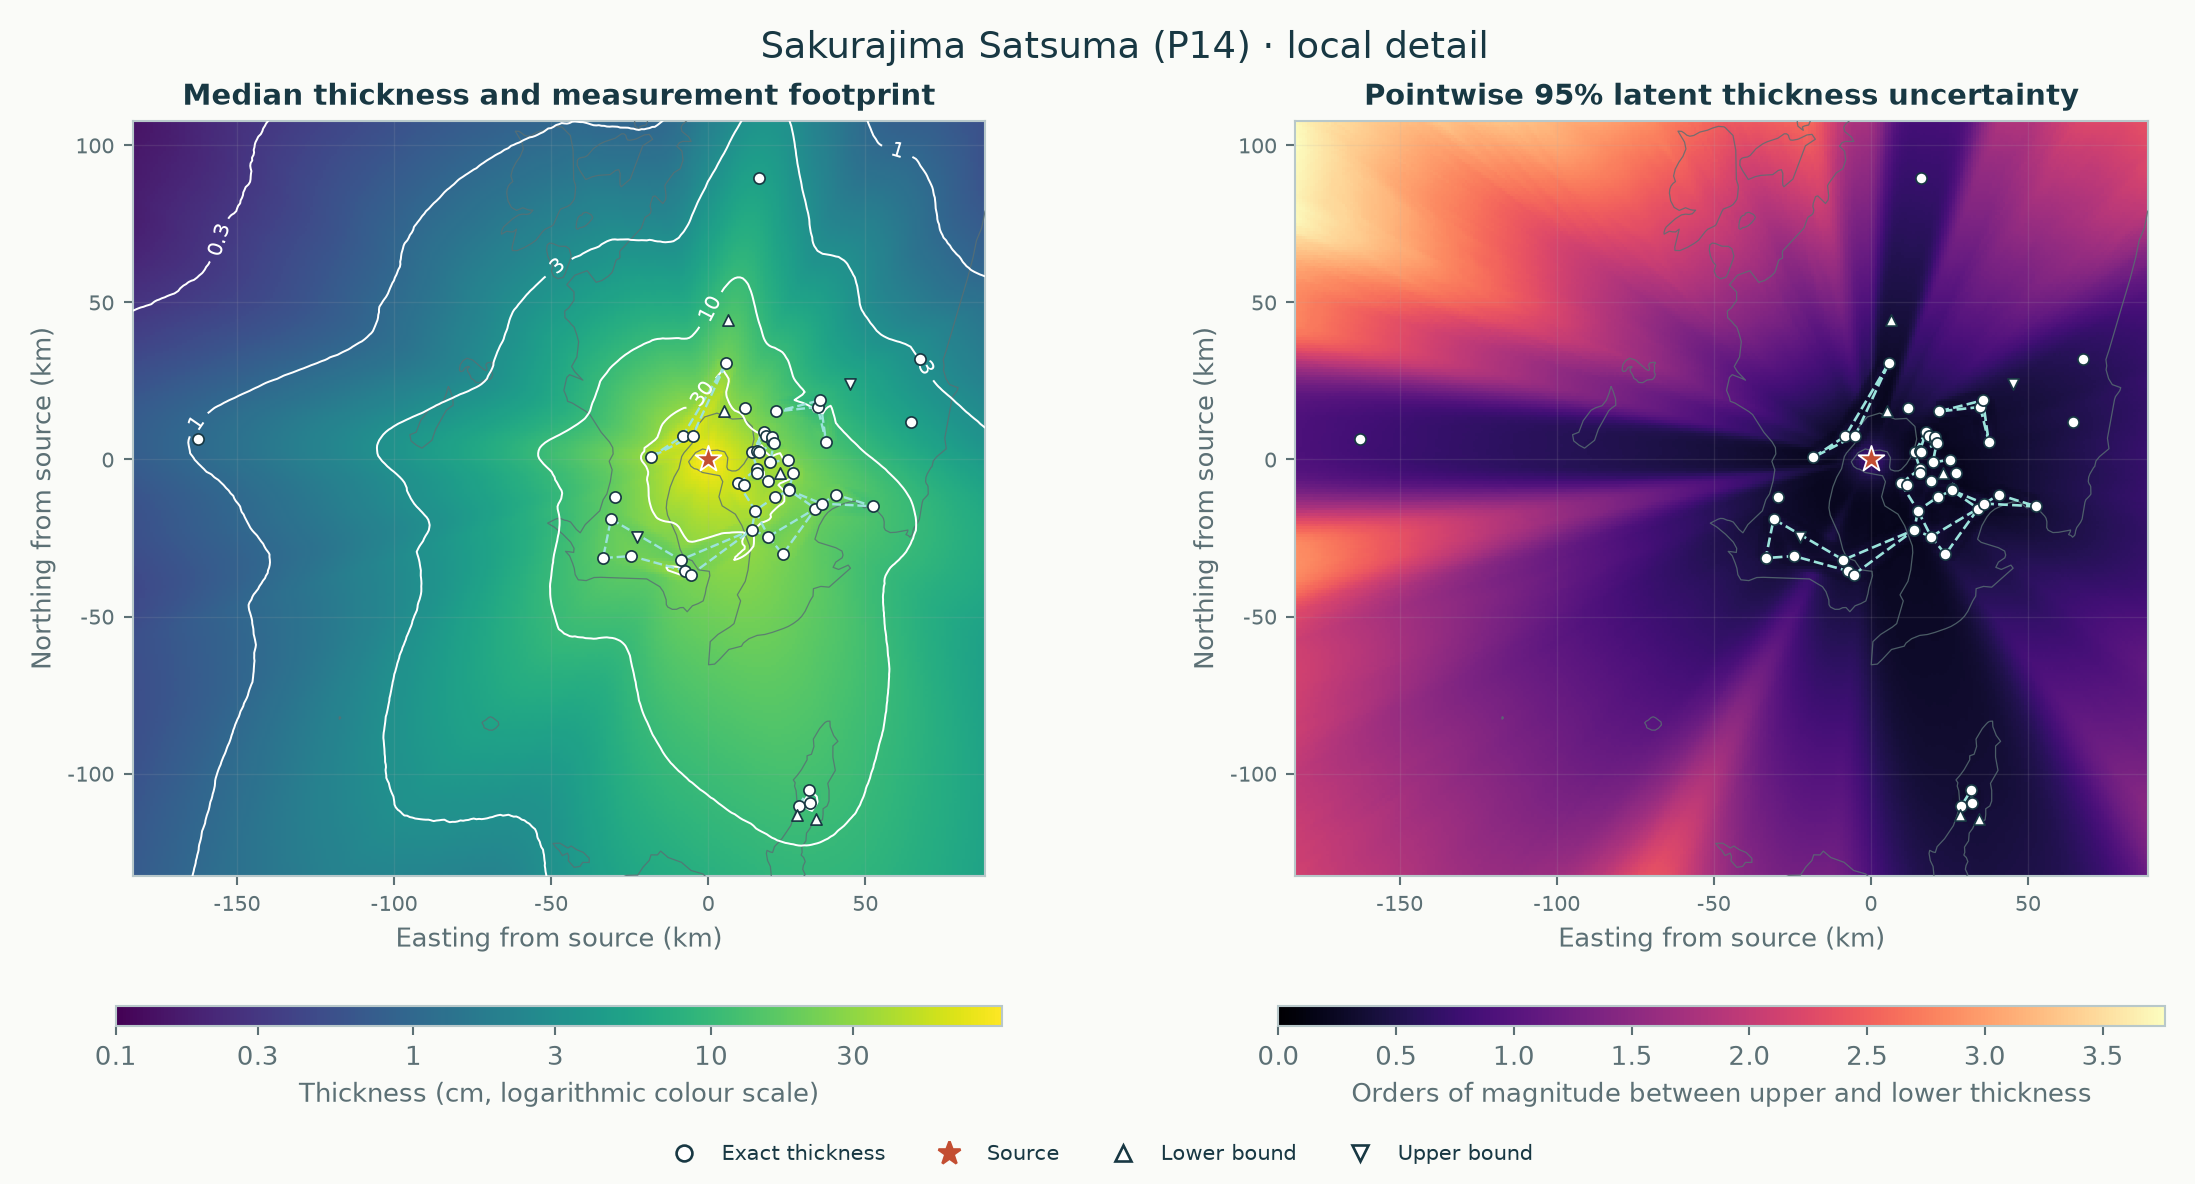 Sakurajima Satsuma (P14) · local detail
Median thickness and measurement footprint
Pointwise 95% latent thickness uncertainty
100
50
0
-50
-100
Northing from source (km)
-150
-100
-50
0
50
Easting from source (km)
0.3
1
3
10
30
1
3
100
50
0
-50
-100
Northing from source (km)
-150
-100
-50
0
50
Easting from source (km)
0.1 0.3 1 3 10 30
Thickness (cm, logarithmic colour scale)
0.0 0.5 1.0 1.5 2.0 2.5 3.0 3.5
Orders of magnitude between upper and lower thickness
Exact thickness Source Lower bound Upper bound